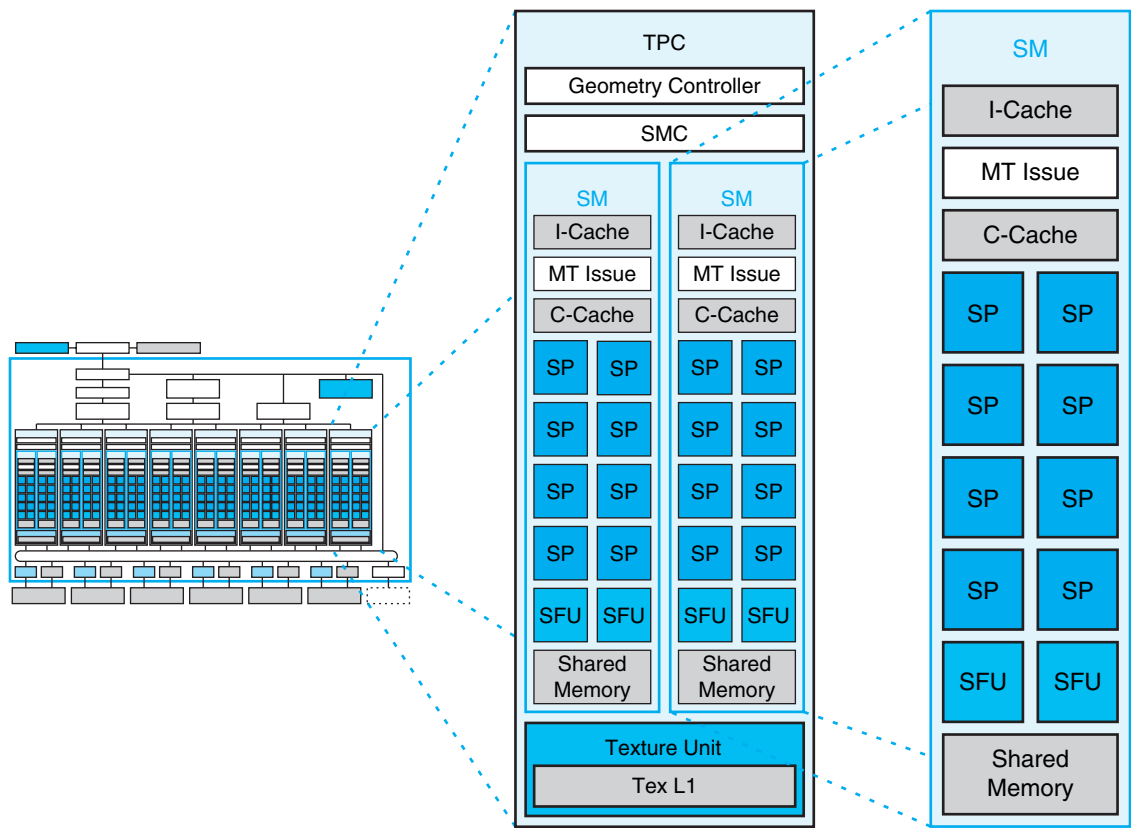 TPC
Geometry Controller
SMC
SM
I-Cache
MT Issue
C-Cache
SP SP
SP SP
SP SP
SP SP
SFU SFU
Shared
Memory
SM
I-Cache
MT Issue
C-Cache
SP SP
SP SP
SP SP
SP SP
SFU SFU
Shared
Memory
Texture Unit
Tex L1
SM
I-Cache
MT Issue
C-Cache
SP SP
SP SP
SP SP
SP SP
SFU SFU
Shared
Memory